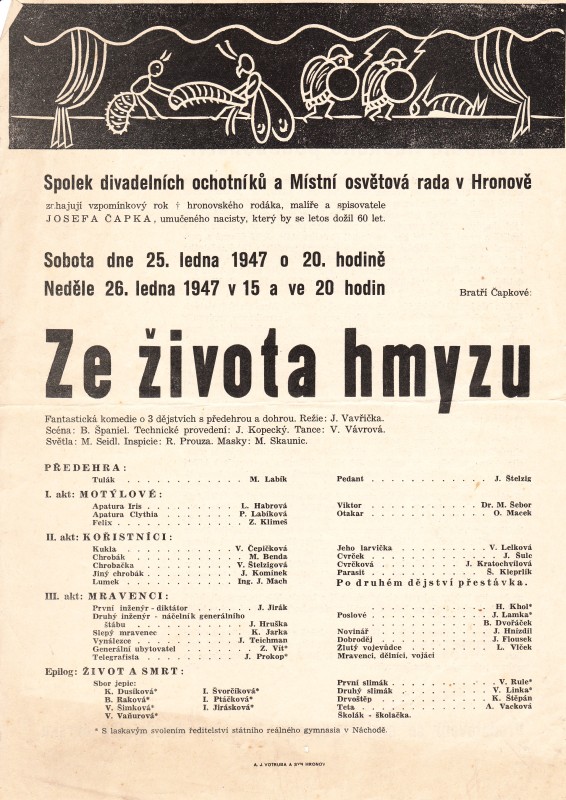 Spolek divadelních ochotníků a Místní osvětová rada v Hronově
zahajují vzpomínkový rok † hronovského rodáka, malíře a spisovatele
JOSEFA ČAPKA, umučeného nacisty, který by se letos dožil 60 let.
Sobota dne 25. ledna 1947 o 20. hodině
Neděle 26. ledna 1947 v 15 a ve 20 hodin
Bratří Čapkové:
Ze života hmyzu
Fantastická komedie o 3 dějstvích s předehrou a dohrou. Režie: J. Vavřička.
Scéna: B. Španiel. Technické provedení: J. Kopecký. Tance: V. Vávrová.
Světla: M. Seidl. Inspicie: R. Prouza. Masky: M. Skaunic.
PŘEDEHRA:
Tulák . . . . . . . . . . M. Labík
Pedant . . . . . . . . . . J. Štelzig
I. akt: MOTÝLOVÉ:
Apatura Iris . . . . . . . . . . L. Habrová
Apatura Clythia . . . . . . . . . . P. Labíková
Felix . . . . . . . . . . Z. Klimeš
Viktor . . . . . . . . . . Dr. M. Šebor
Otakar . . . . . . . . . . O. Macek
II. akt: KOŘISTNÍCI:
Kukla . . . . . . . . . . V. Čepičková
Chrobák . . . . . . . . . . M. Benda
Chrobačka . . . . . . . . . . V. Štelzigová
Jiný chrobák . . . . . . . . . . J. Komínek
Lumek . . . . . . . . . . Ing. J. Mach
Jeho larvička . . . . . . . . . . V. Lelková
Cvrček . . . . . . . . . . J. Šulc
Cvrčková . . . . . . . . . . J. Kratochvílová
Parasit . . . . . . . . . . Š. Kleprlík
Po druhém dějství přestávka.
III. akt: MRAVENCI:
První inženýr - diktátor . . . . . . . . . . J. Jirák
Druhý inženýr - náčelník generálního
štábu . . . . . . . . . . J. Hruška
Slepý mravenec . . . . . . . . . . K. Jarka
Vynálezce . . . . . . . . . . J. Teichman
Generální ubytovatel . . . . . . . . . . Z. Vít*
Telegrafista . . . . . . . . . . J. Prokop*
H. Khol*
Poslové . . . . . . . . . . J. Lamka*
B. Dvořáček
Novinář . . . . . . . . . . J. Hnízdil
Dobroděj . . . . . . . . . . J. Flousek
Žlutý vojevůdce . . . . . . . . . . L. Vlček
Mravenci, dělníci, vojáci
Epilog: ŽIVOT A SMRT:
Sbor jepic:
K. Dusíková* I. Švorčíková*
B. Raková* I. Ptáčková*
V. Šimková* I. Jirásková*
V. Vaňurová*
První slimák . . . . . . . . . . V. Rule*
Druhý slimák . . . . . . . . . . V. Linka*
Drvoštěp . . . . . . . . . . K. Štěpán
Teta . . . . . . . . . . A. Vacková
Školák - školačka.
* S laskavým svolením ředitelství státního reálného gymnasia v Náchodě.
A. J. VOTRUBA A SYN HRONOV